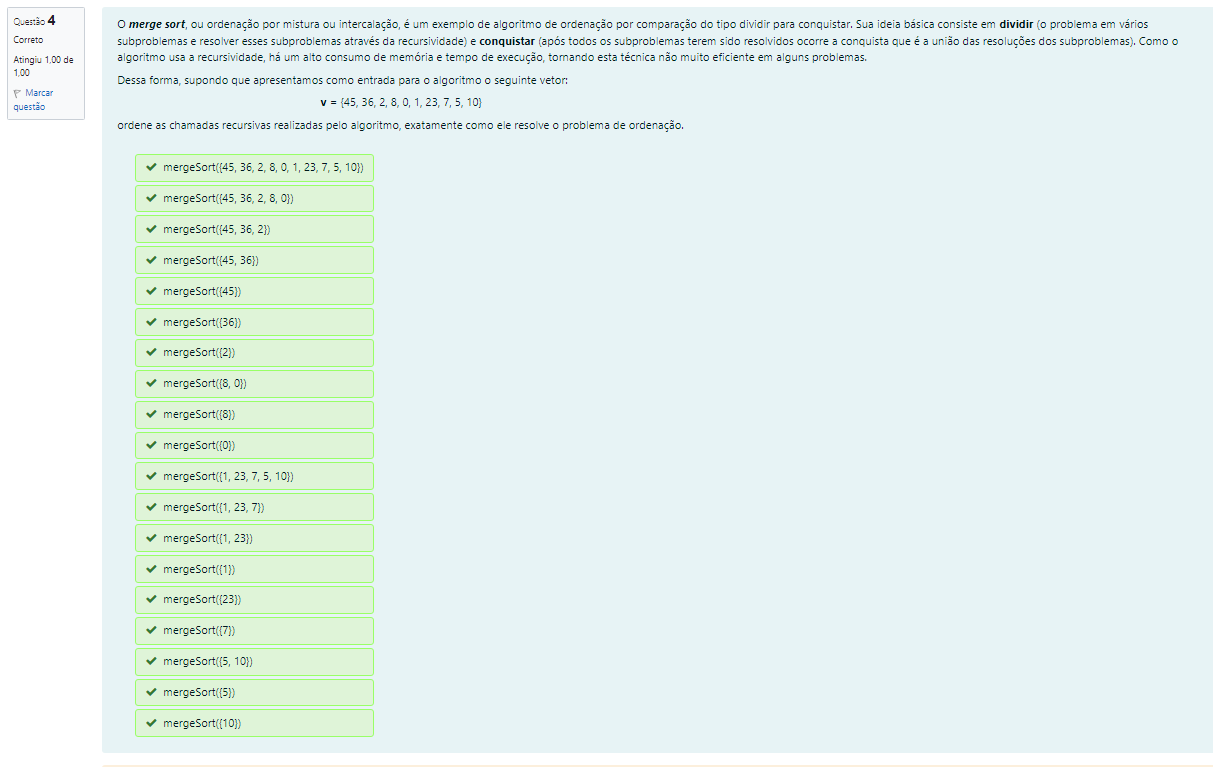 Questão 4
Correto
Atingiu 1,00 de
1,00
Marcar
questão
O merge sort, ou ordenação por mistura ou intercalação, é um exemplo de algoritmo de ordenação por comparação do tipo dividir para conquistar. Sua ideia básica consiste em dividir (o problema em vários
subproblemas e resolver esses subproblemas através da recursividade) e conquistar (após todos os subproblemas terem sido resolvidos ocorre a conquista que é a união das resoluções dos subproblemas). Como o
algoritmo usa a recursividade, há um alto consumo de memória e tempo de execução, tornando esta técnica não muito eficiente em alguns problemas.
Dessa forma, supondo que apresentamos como entrada para o algoritmo o seguinte vetor:
v = {45, 36, 2, 8, 0, 1, 23, 7, 5, 10}
ordene as chamadas recursivas realizadas pelo algoritmo, exatamente como ele resolve o problema de ordenação.
mergeSort({45, 36, 2, 8, 0, 1, 23, 7, 5, 10})
mergeSort({45, 36, 2, 8, 0})
mergeSort({45, 36, 2})
mergeSort({45, 36})
mergeSort({45})
mergeSort({36})
mergeSort({2})
mergeSort({8, 0})
mergeSort({8})
mergeSort({0})
mergeSort({1, 23, 7, 5, 10})
mergeSort({1, 23, 7})
mergeSort({1, 23})
mergeSort({1})
mergeSort({23})
mergeSort({7})
mergeSort({5, 10})
mergeSort({5})
mergeSort({10})